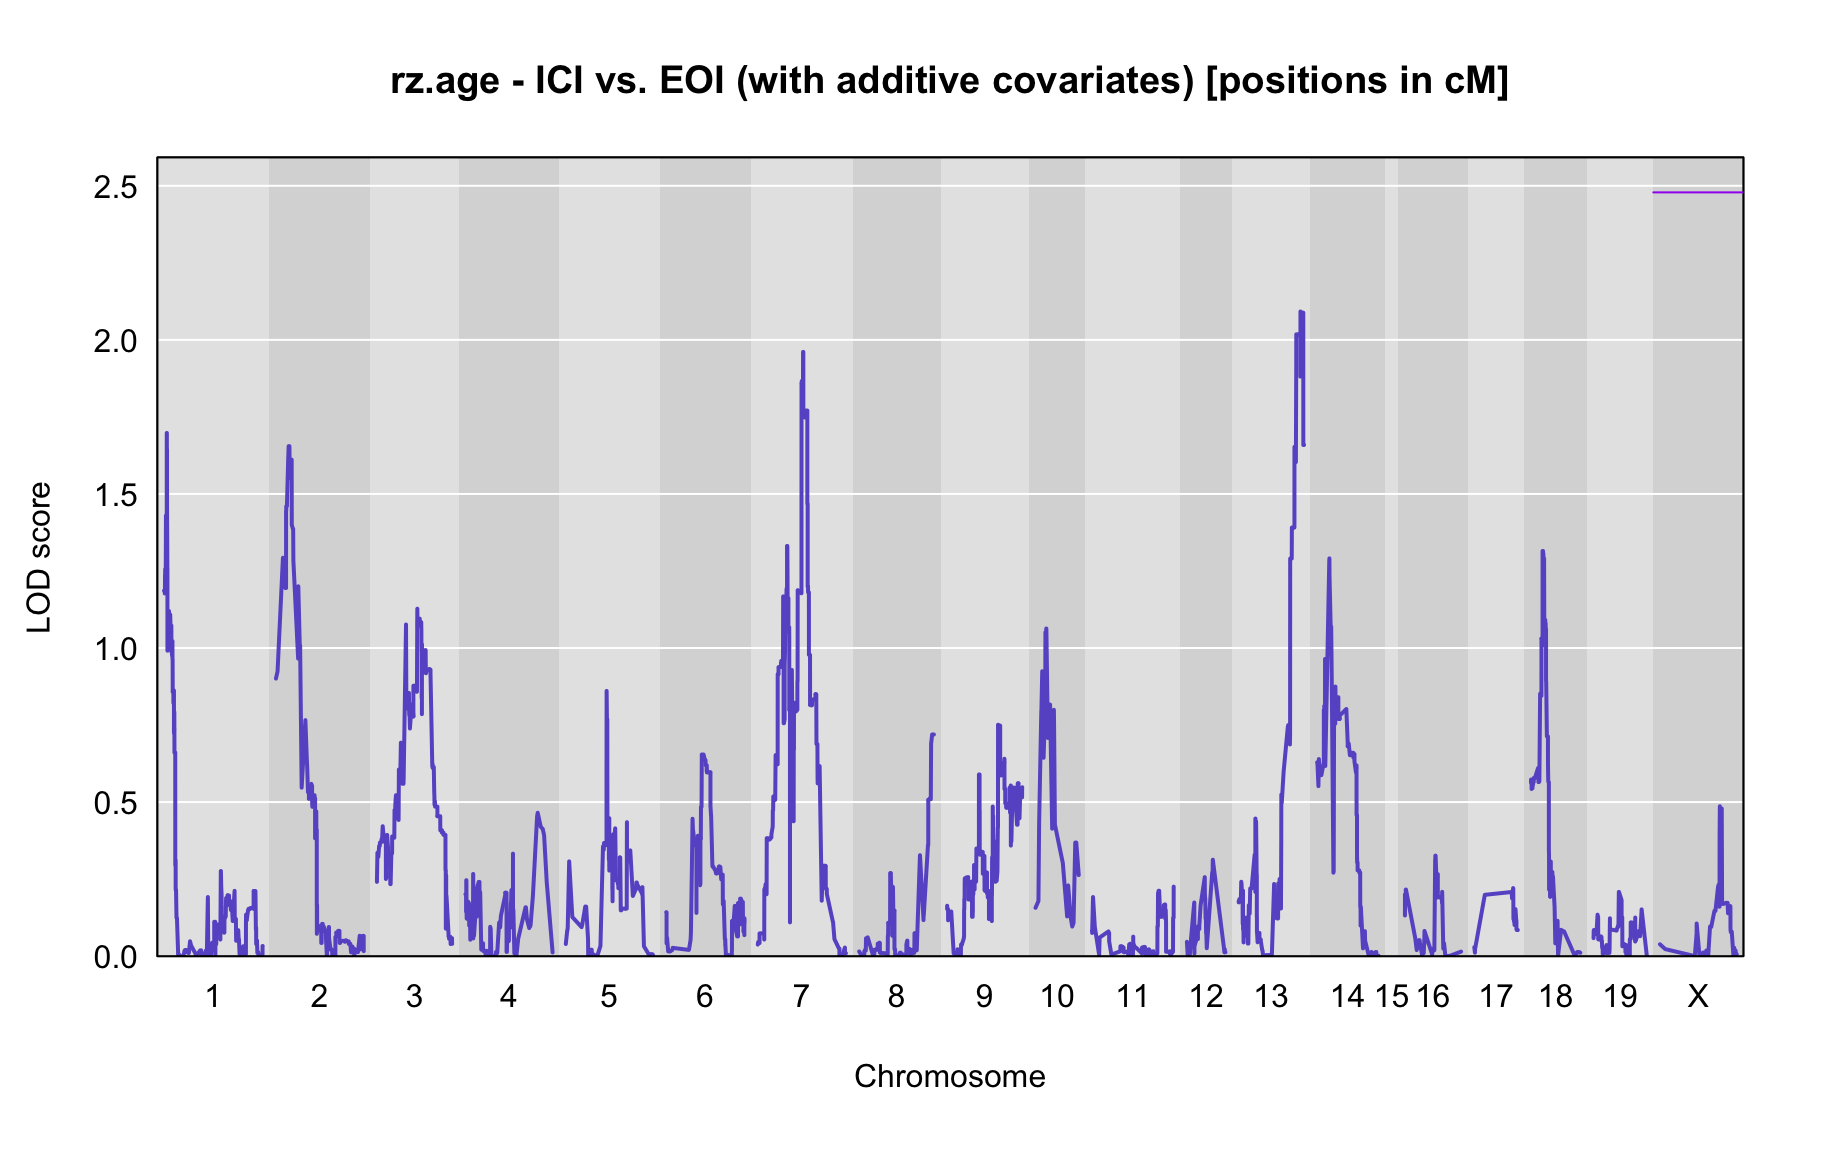 rz.age - ICI vs. EOI (with additive covariates) [positions in cM]
2.5
2.0
1.5
1.0
0.5
0.0
LOD score
1 2 3 4 5 6 7 8 9 10 11 12 13 14 15 16 17 18 19 X
Chromosome